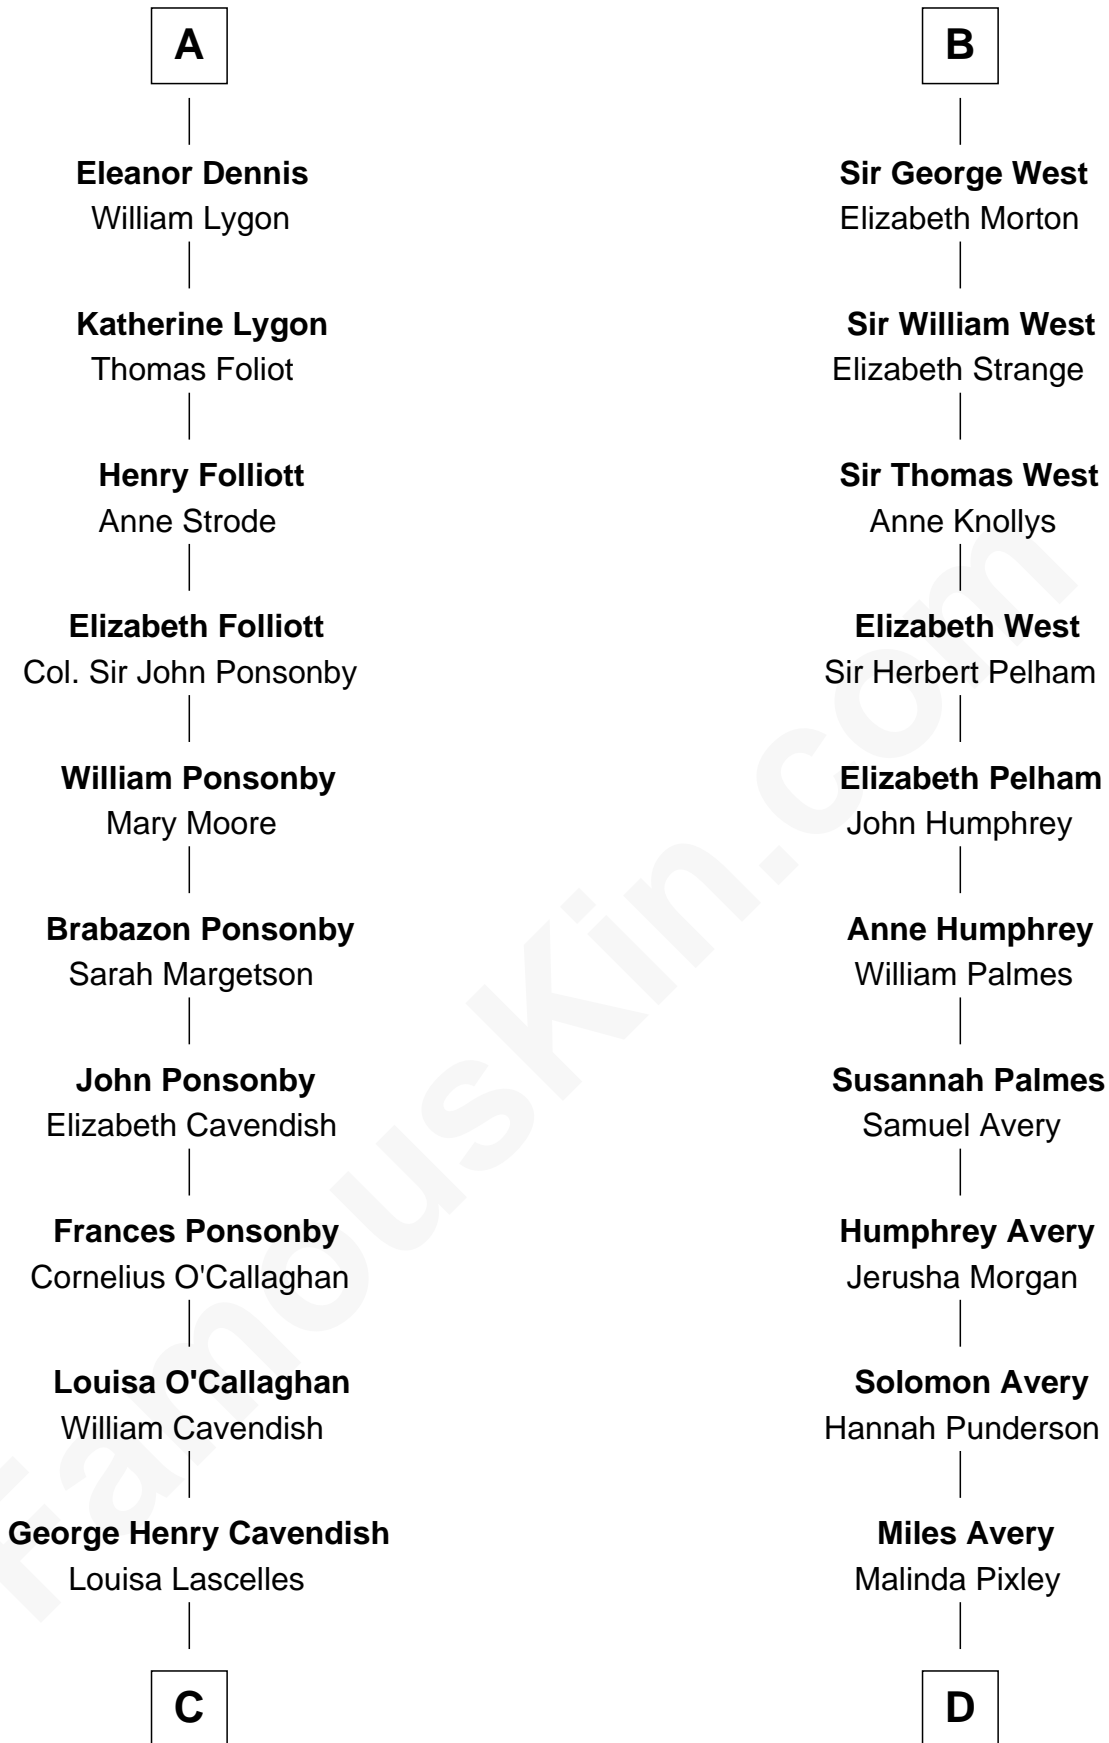 A
Eleanor Dennis
William Lygon
Katherine Lygon
Thomas Foliot
Henry Folliott
Anne Strode
Elizabeth Folliott
Col. Sir John Ponsonby
William Ponsonby
Mary Moore
Brabazon Ponsonby
Sarah Margetson
John Ponsonby
Elizabeth Cavendish
Frances Ponsonby
Cornelius O'Callaghan
Louisa O'Callaghan
William Cavendish
George Henry Cavendish
Louisa Lascelles
C
B
Sir George West
Elizabeth Morton
Sir William West
Elizabeth Strange
Sir Thomas West
Anne Knollys
Elizabeth West
Sir Herbert Pelham
Elizabeth Pelham
John Humphrey
Anne Humphrey
William Palmes
Susannah Palmes
Samuel Avery
Humphrey Avery
Jerusha Morgan
Solomon Avery
Hannah Punderson
Miles Avery
Malinda Pixley
D
FamousKin.com